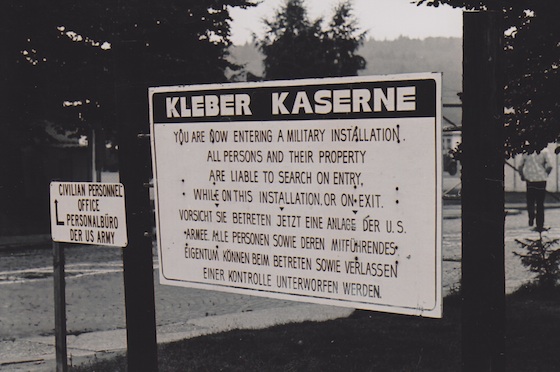 KLEBER KASERNE
YOU ARE NOW ENTERING A MILITARY INSTALLATION.
ALL PERSONS AND THEIR PROPERTY
ARE LIABLE TO SEARCH ON ENTRY,
WHILE ON THIS INSTALLATION, OR ON EXIT.
VORSICHT SIE BETRETEN JETZT EINE ANLAGE DER U.S.
ARMEE ALLE PERSONEN SOWIE DEREN MITFÜHRENDES
EIGENTUM KÖNNEN BEIM BETRETEN SOWIE VERLASSEN
EINER KONTROLLE UNTERWORFEN WERDEN.
CIVILIAN PERSONNEL
OFFICE
PERSONALBÜRO
DER US ARMY